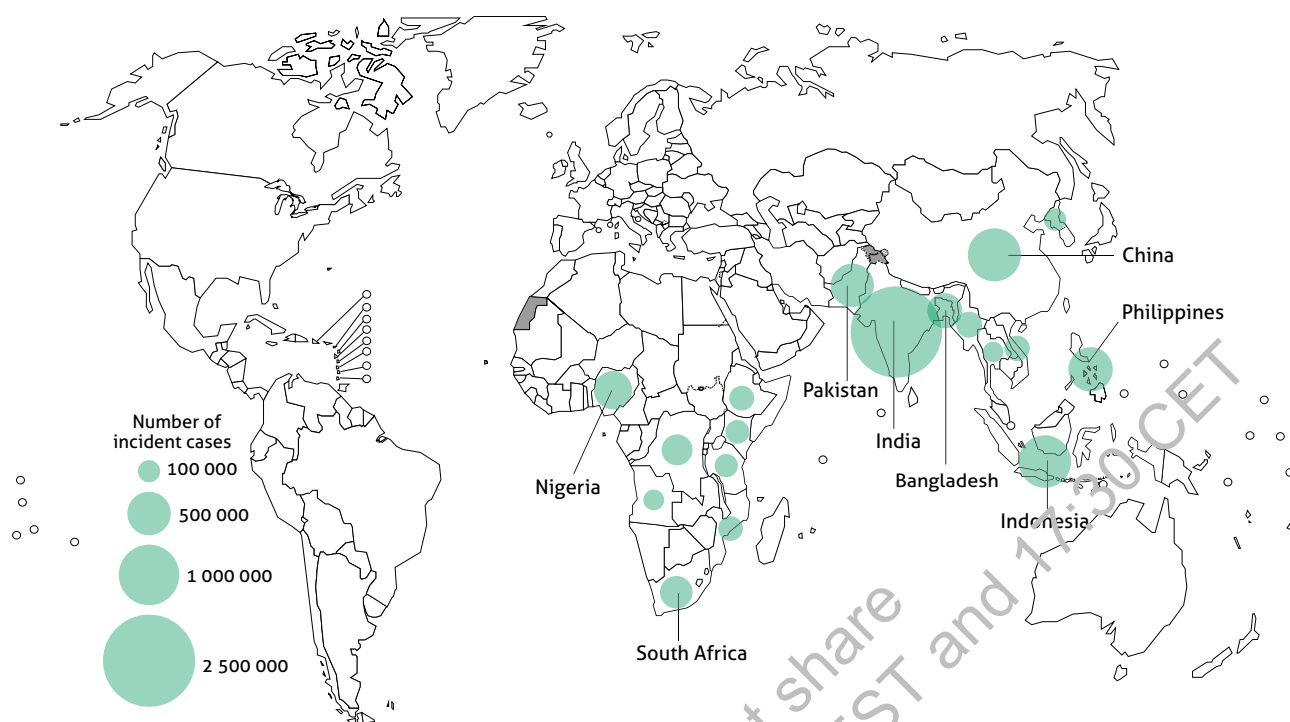 China
Philippines
Pakistan
India
Bangladesh
Nigeria
Indonesia
South Africa
Number of
incident cases
100 000
500 000
1 000 000
2 500 000
t share
EST and 17:30 CET